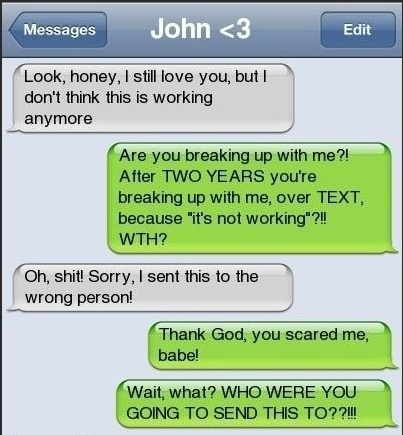 Messages
John <3
Edit
Look, honey, I still love you, but I
don't think this is working
anymore
Are you breaking up with me?!
After TWO YEARS you're
breaking up with me, over TEXT,
because "it's not working"?!!
WTH?
Oh, shit! Sorry, I sent this to the
wrong person!
Thank God, you scared me,
babe!
Wait, what? WHO WERE YOU
GOING TO SEND THIS TO??!!!